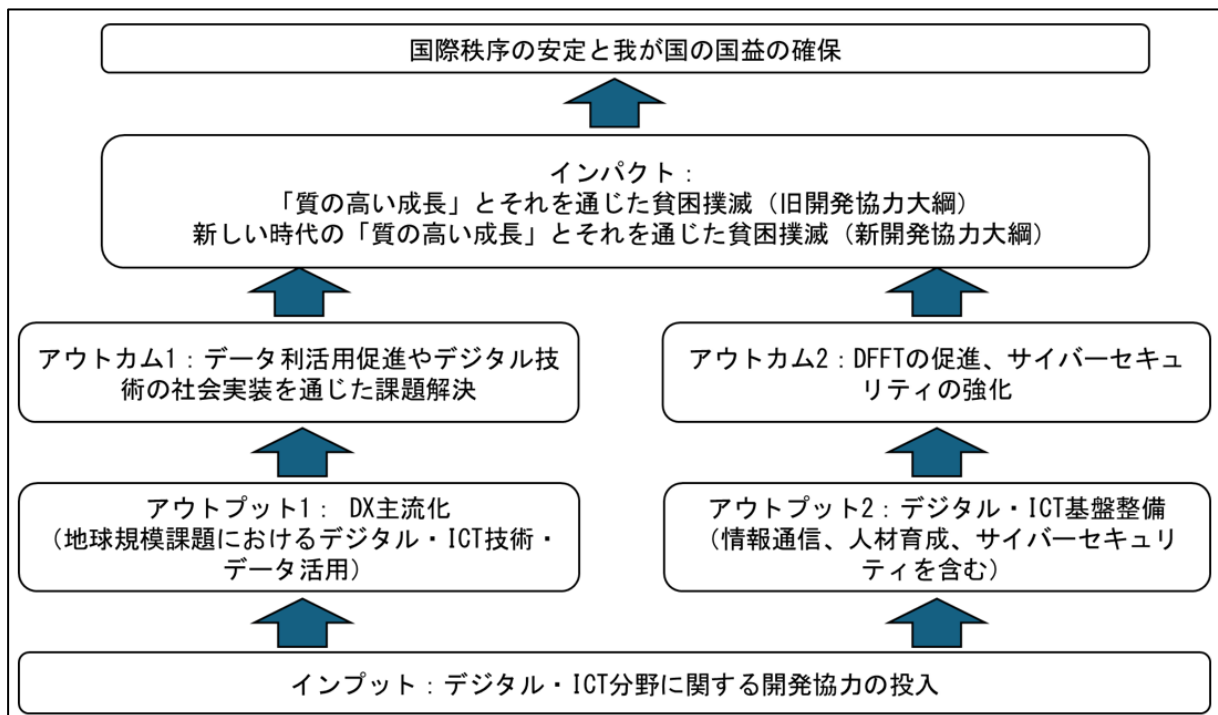 国際秩序の安定と我が国の国益の確保
インパクト：
「質の高い成長」とそれを通じた貧困撲滅（旧開発協力大綱）
新しい時代の「質の高い成長」とそれを通じた貧困撲滅（新開発協力大綱）
アウトカム1：データ利活用促進やデジタル技
術の社会実装を通じた課題解決
アウトカム2：DFFTの促進、サイバーセキュ
リティの強化
アウトプット1： DX主流化
（地球規模課題におけるデジタル・ICT技術・
データ活用）
アウトプット2：デジタル・ICT基盤整備
（情報通信、人材育成、サイバーセキュリ
ティを含む）
インプット：デジタル・ICT分野に関する開発協力の投入